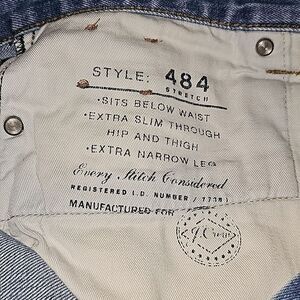 STYLE: 484
STRETCH
•SITS BELOW WAIST
•EXTRA SLIM THROUGH
HIP AND THIGH
•EXTRA NARROW LEG
Every Stitch Considered
REGISTERED I.D. NUMBER
MANUFACTURED FOR
J.Crew